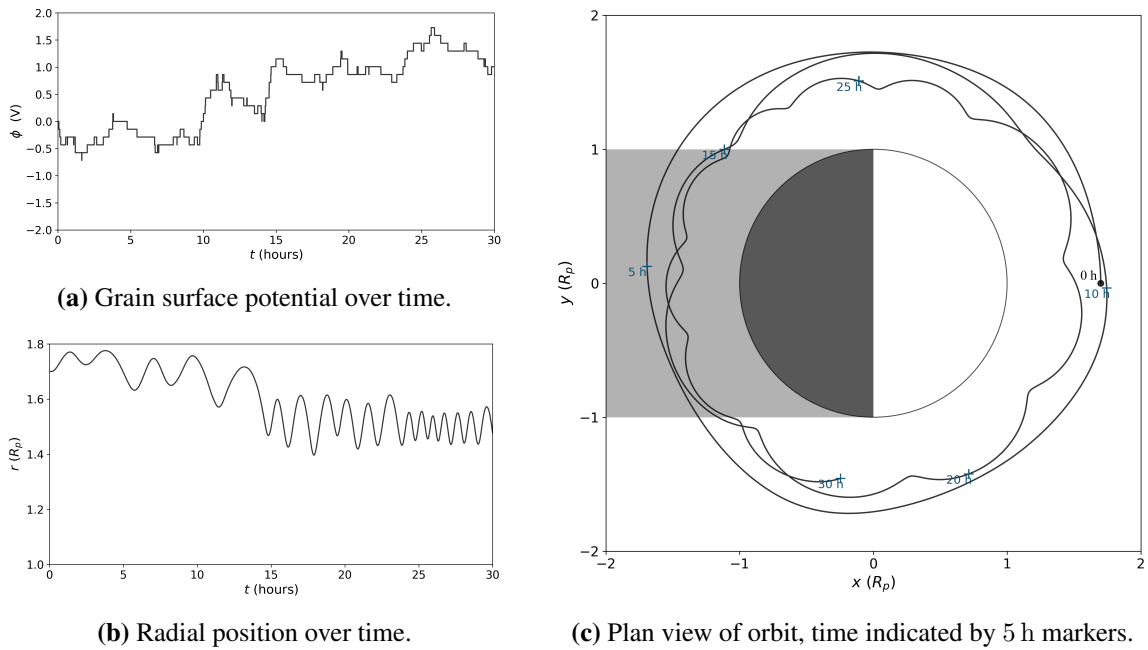 2.0
1.5
1.0
0.5
0.0
−0.5
−1.0
−1.5
−2.0
ϕ (V)
0 5 10 15 20 25 30
t (hours)
(a) Grain surface potential over time.
1.8
1.6
1.4
1.2
1.0
r (Rₚ)
0 5 10 15 20 25 30
t (hours)
(b) Radial position over time.
2
1
0
−1
−2
y (Rₚ)
25 h
15 h
5 h
0 h
10 h
30 h
20 h
−2 −1 0 1 2
x (Rₚ)
(c) Plan view of orbit, time indicated by 5 h markers.